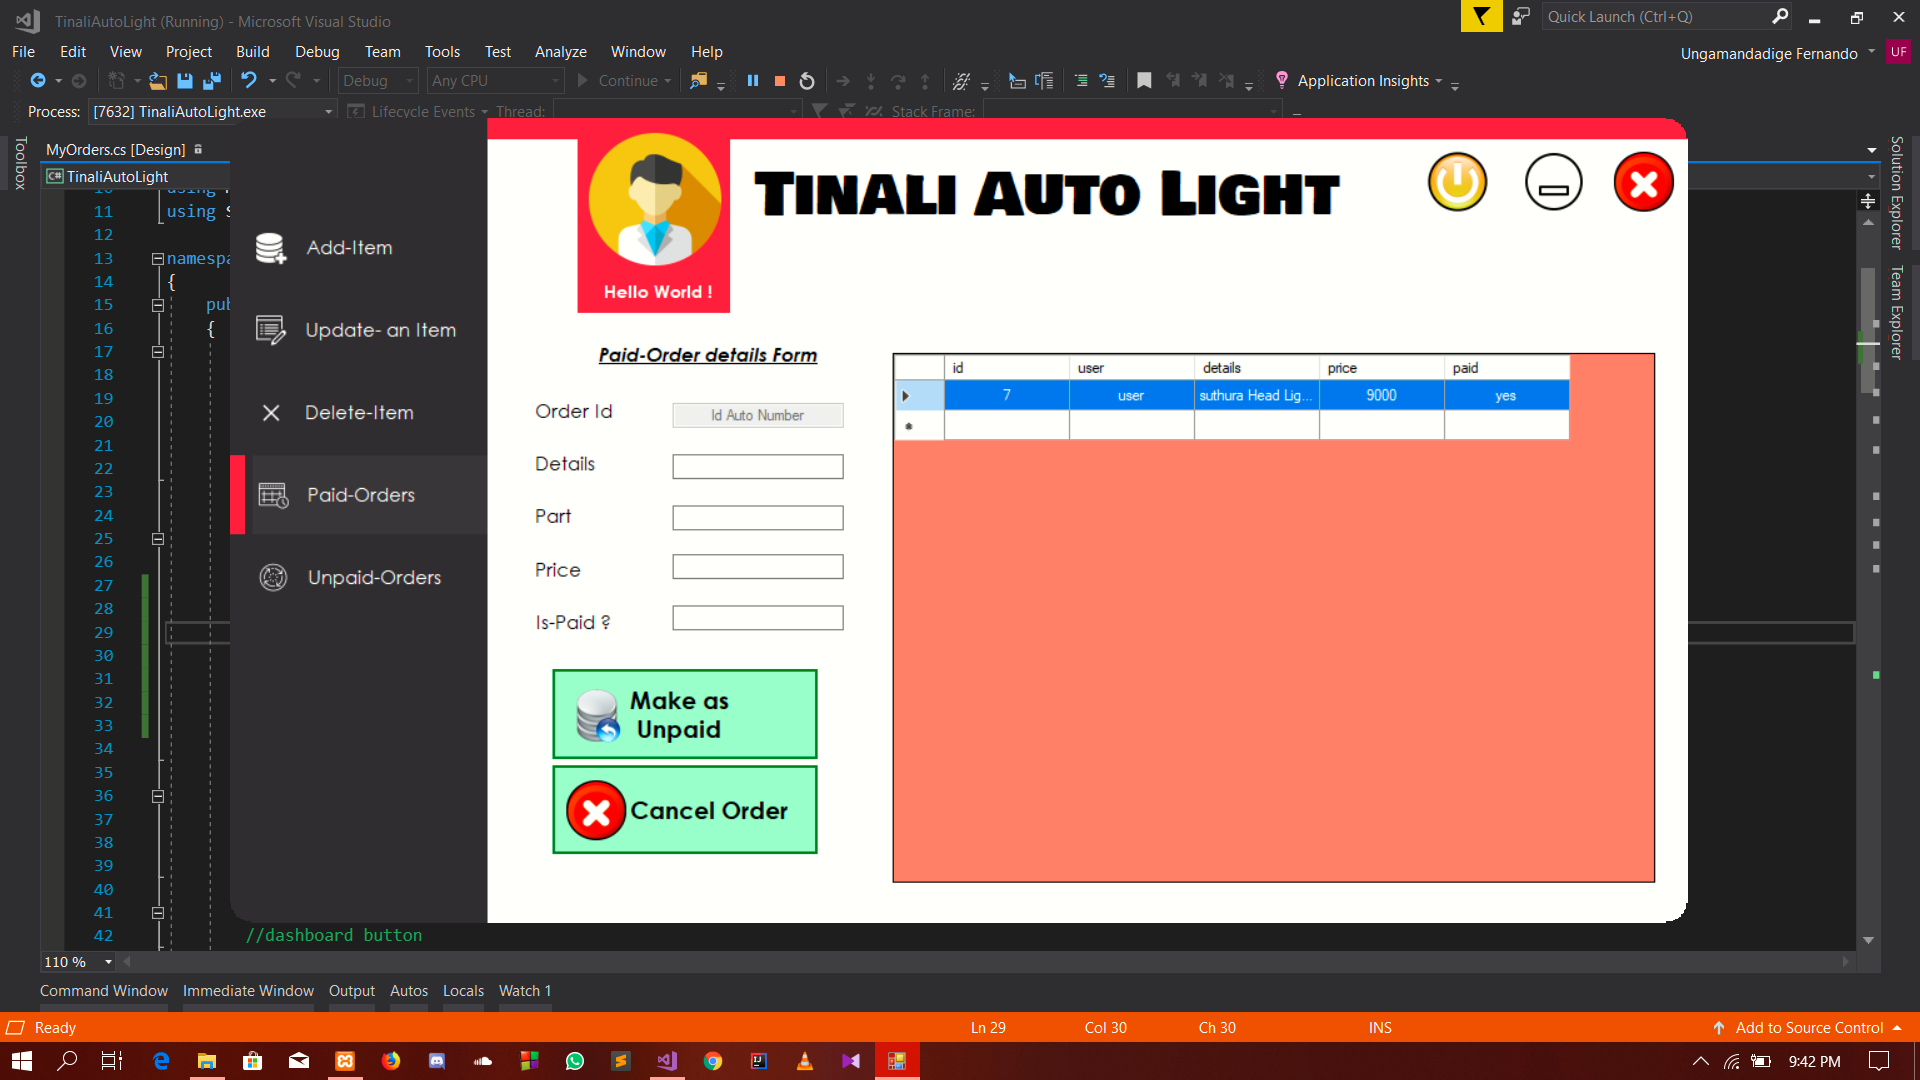 TinaliAutoLight (Running) - Microsoft Visual Studio
Quick Launch (Ctrl+Q)
File Edit View Project Build Debug Team Tools Test Analyze Window Help
Ungamandadige Fernando UF
Debug Any CPU Continue Application Insights
Process: [7632] TinaliAutoLight.exe Lifecycle Events Thread: Stack Frame:
Toolbox
MyOrders.cs [Design]
C# TinaliAutoLight
Solution Explorer
Team Explorer
11 using
12
13 namespa
14 {
15 pub
16 {
17
18
19
20
21
22
23
24
25
26
27
28
29
30
31
32
33
34
35
36
37
38
39
40
41
42 //dashboard button
Add-Item
Update- an Item
Delete-Item
Paid-Orders
Unpaid-Orders
Hello World !
Tinali Auto Light
Paid-Order details Form
Order Id Id Auto Number
Details
Part
Price
Is-Paid ?
Make as
Unpaid
Cancel Order
id user details price paid
7 user suthura Head Lig... 9000 yes
110 %
Command Window Immediate Window Output Autos Locals Watch 1
Ready Ln 29 Col 30 Ch 30 INS Add to Source Control
9:42 PM